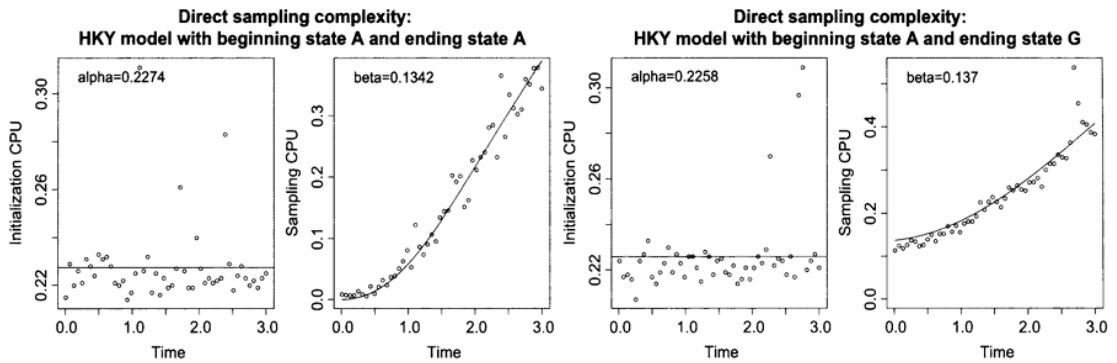 Direct sampling complexity:
HKY model with beginning state A and ending state A
alpha=0.2274
Initialization CPU
0.30
0.26
0.22
0.0
1.0
2.0
3.0
Time
beta=0.1342
Sampling CPU
0.3
0.2
0.1
0.0
0.0
1.0
2.0
3.0
Time
Direct sampling complexity:
HKY model with beginning state A and ending state G
alpha=0.2258
Initialization CPU
0.30
0.26
0.22
0.0
1.0
2.0
3.0
Time
beta=0.137
Sampling CPU
0.4
0.2
0.0
0.0
1.0
2.0
3.0
Time